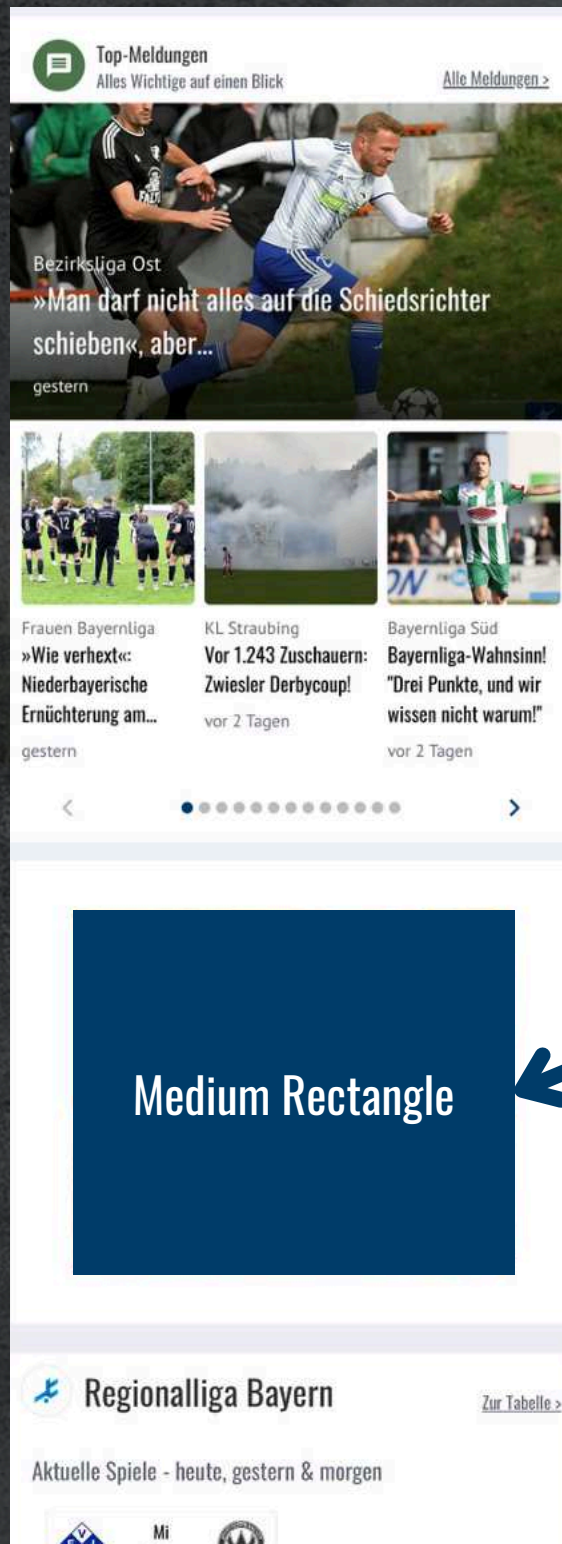 Top-Meldungen
Alles Wichtige auf einen Blick
Alle Meldungen >
Bezirksliga Ost
»Man darf nicht alles auf die Schiedsrichter
schieben«, aber...
gestern
Frauen Bayernliga
»Wie verhext«:
Niederbayerische
Ernüchterung am...
gestern
KL Straubing
Vor 1.243 Zuschauern:
Zwiesler Derbycoup!
vor 2 Tagen
Bayernliga Süd
Bayernliga-Wahnsinn!
"Drei Punkte, und wir
wissen nicht warum!"
vor 2 Tagen
Medium Rectangle
Regionalliga Bayern
Zur Tabelle >
Aktuelle Spiele - heute, gestern & morgen
Mi